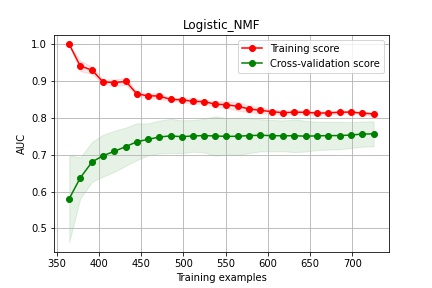 Logistic_NMF
Training score
Cross-validation score
AUC
1.0
0.9
0.8
0.7
0.6
0.5
350 400 450 500 550 600 650 700
Training examples